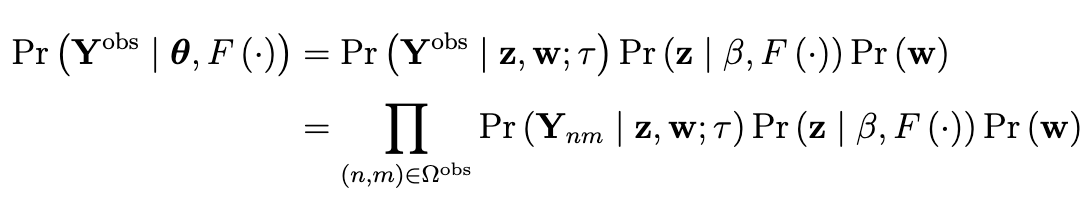 Pr (Y^obs | θ, F (·)) = Pr (Y^obs | z, w; τ) Pr (z | β, F (·)) Pr (w)
= ∏_{(n,m)∈Ω^obs} Pr (Y_nm | z, w; τ) Pr (z | β, F (·)) Pr (w)